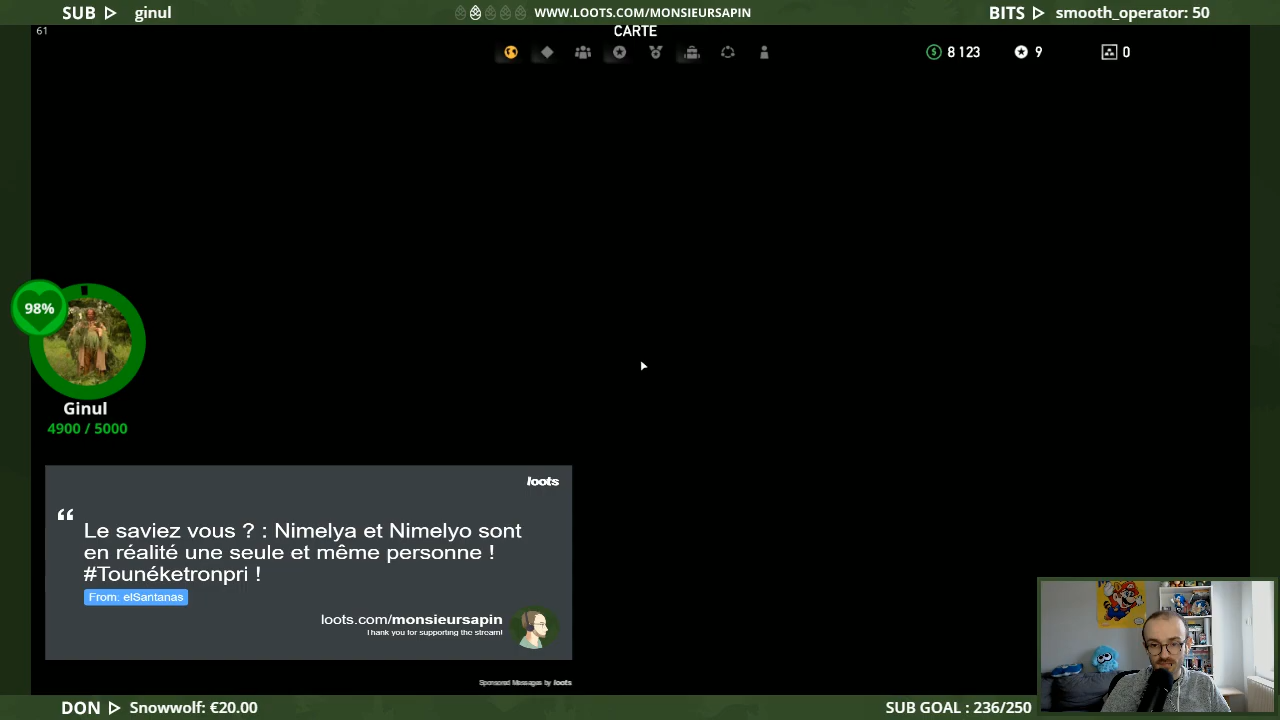 SUB ginul
WWW.LOOTS.COM/MONSIEURSAPIN
BITS smooth_operator: 50
61
CARTE
8 123
9
0
98%
Ginul
4900 / 5000
loots
“ Le saviez vous ? : Nimelya et Nimelyo sont
en réalité une seule et même personne !
#Tounéketronpri !
From: elSantanas
loots.com/monsieursapin
Thank you for supporting the stream!
Sponsored Messages by loots
DON Snowwolf: €20.00
SUB GOAL : 236/250